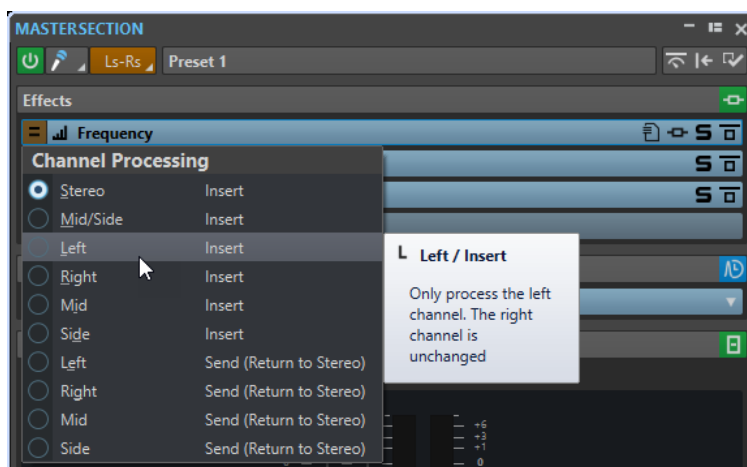 MASTERSECTION
Ls-Rs Preset 1
Effects
Frequency S
Channel Processing
S
Stereo Insert
S
Mid/Side Insert
Left Insert
Right Insert
Mid Insert
Side Insert
Left Send (Return to Stereo)
Right Send (Return to Stereo)
Mid Send (Return to Stereo)
Side Send (Return to Stereo)
L Left / Insert
Only process the left
channel. The right
channel is
unchanged
+6
+3
+1
0